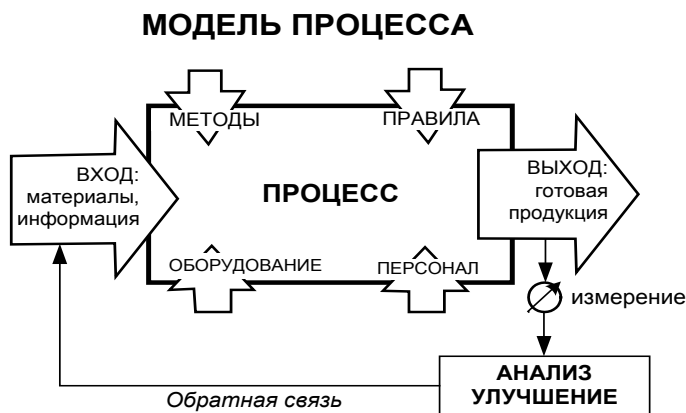 МОДЕЛЬ ПРОЦЕССА
МЕТОДЫ
ПРАВИЛА
ВХОД:
материалы,
информация
ПРОЦЕСС
ВЫХОД:
готовая
продукция
ОБОРУДОВАНИЕ
ПЕРСОНАЛ
измерение
АНАЛИЗ
УЛУЧШЕНИЕ
Обратная связь